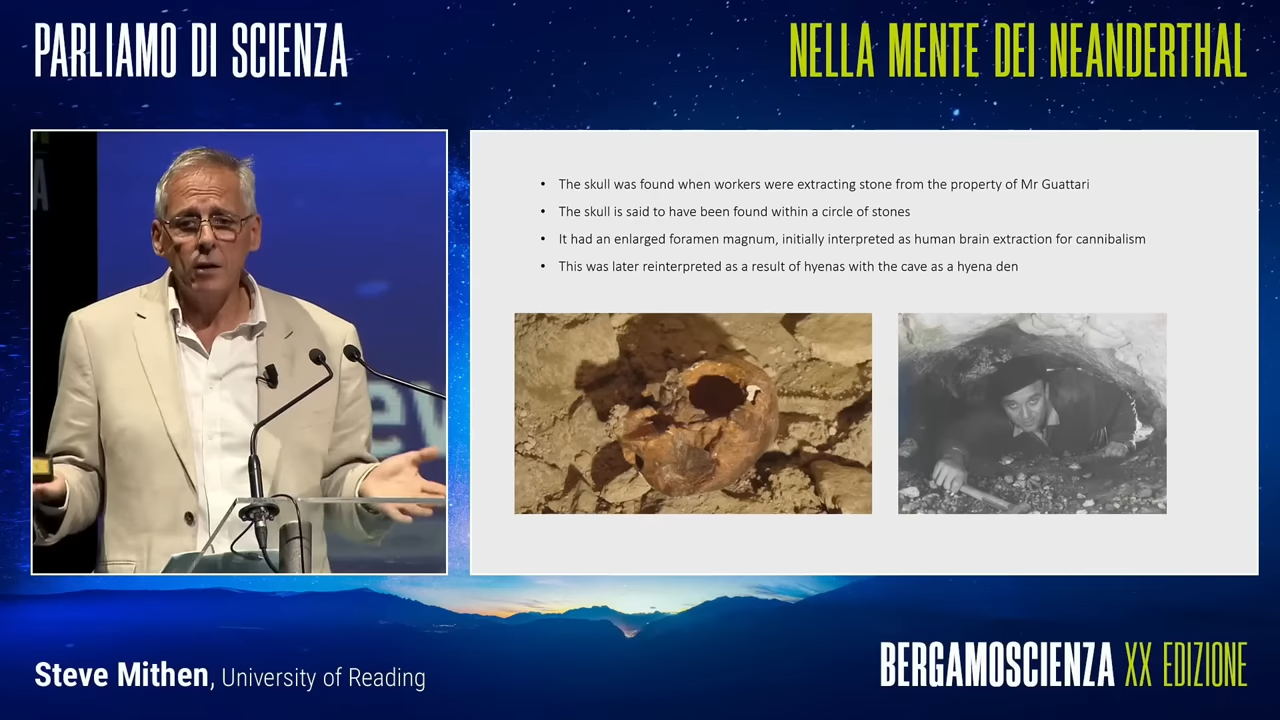 PARLIAMO DI SCIENZA
NELLA MENTE DEI NEANDERTHAL
• The skull was found when workers were extracting stone from the property of Mr Guattari
• The skull is said to have been found within a circle of stones
• It had an enlarged foramen magnum, initially interpreted as human brain extraction for cannibalism
• This was later reinterpreted as a result of hyenas with the cave as a hyena den
Steve Mithen, University of Reading
BERGAMOSCIENZA XX EDIZIONE